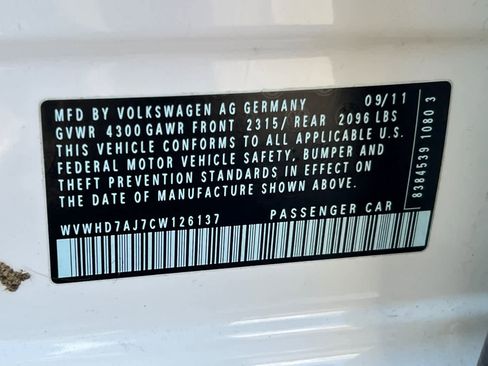 MFD BY VOLKSWAGEN AG GERMANY 09/11
GVWR 4300 GAWR FRONT 2315/ REAR 2096 LBS
THIS VEHICLE CONFORMS TO ALL APPLICABLE U.S.
FEDERAL MOTOR VEHICLE SAFETY, BUMPER AND
THEFT PREVENTION STANDARDS IN EFFECT ON
THE DATE OF MANUFACTURE SHOWN ABOVE.
WVWHD7AJ7CW126137 PASSENGER CAR
8384539 1080 3